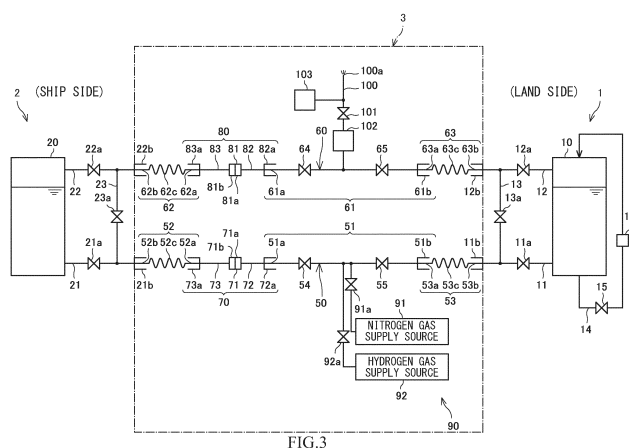 3
100a
103
100
2 (SHIP SIDE)
101
(LAND SIDE) 1
20
80
102
63
10
22a 22b 83a 83 81 82 82a 64 60 65 63a 63b 12a
22 23 62b 62c 62a 81b 81a 61a 61b 63c 12b 13 12
23a 62 61 13a
52 71a 51
21a 52b 52c 52a 71b 51a 51b 11b 11a
21 21b 73a 73 71 72 72a 54 50 55 53a 53c 53b 11
70 91a 91 53
NITROGEN GAS
SUPPLY SOURCE
15
14
92a
HYDROGEN GAS
SUPPLY SOURCE
92
90
FIG.3